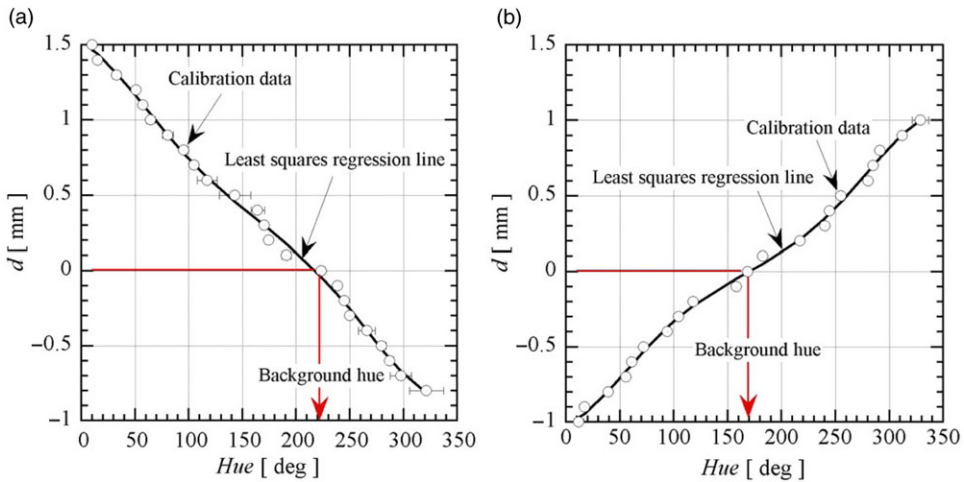 (a)
1.5
1
0.5
0
−0.5
−1
d [ mm ]
Calibration data
Least squares regression line
Background hue
0 50 100 150 200 250 300 350
Hue [ deg ]
(b)
1.5
1
0.5
0
−0.5
−1
d [ mm ]
Calibration data
Least squares regression line
Background hue
0 50 100 150 200 250 300 350
Hue [ deg ]